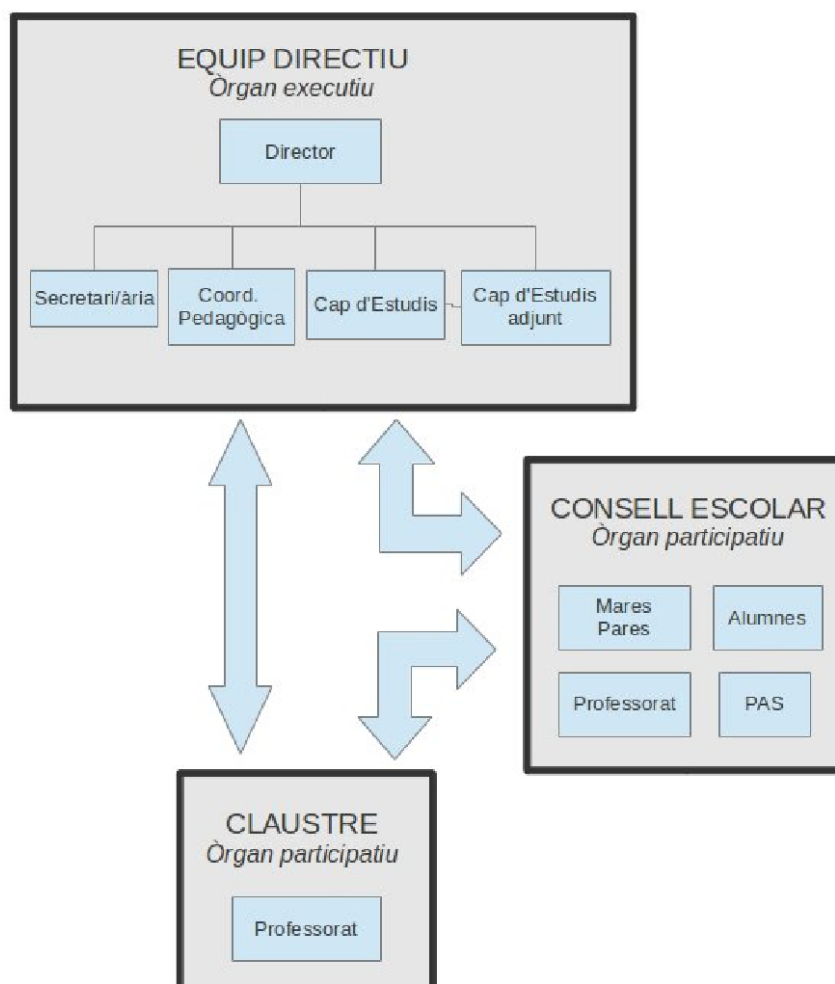 EQUIP DIRECTIU
Òrgan executiu
Director
Secretari/ària
Coord.
Pedagògica
Cap d'Estudis
Cap d'Estudis
adjunt
CONSELL ESCOLAR
Òrgan participatiu
Mares
Pares
Alumnes
Professorat
PAS
CLAUSTRE
Òrgan participatiu
Professorat